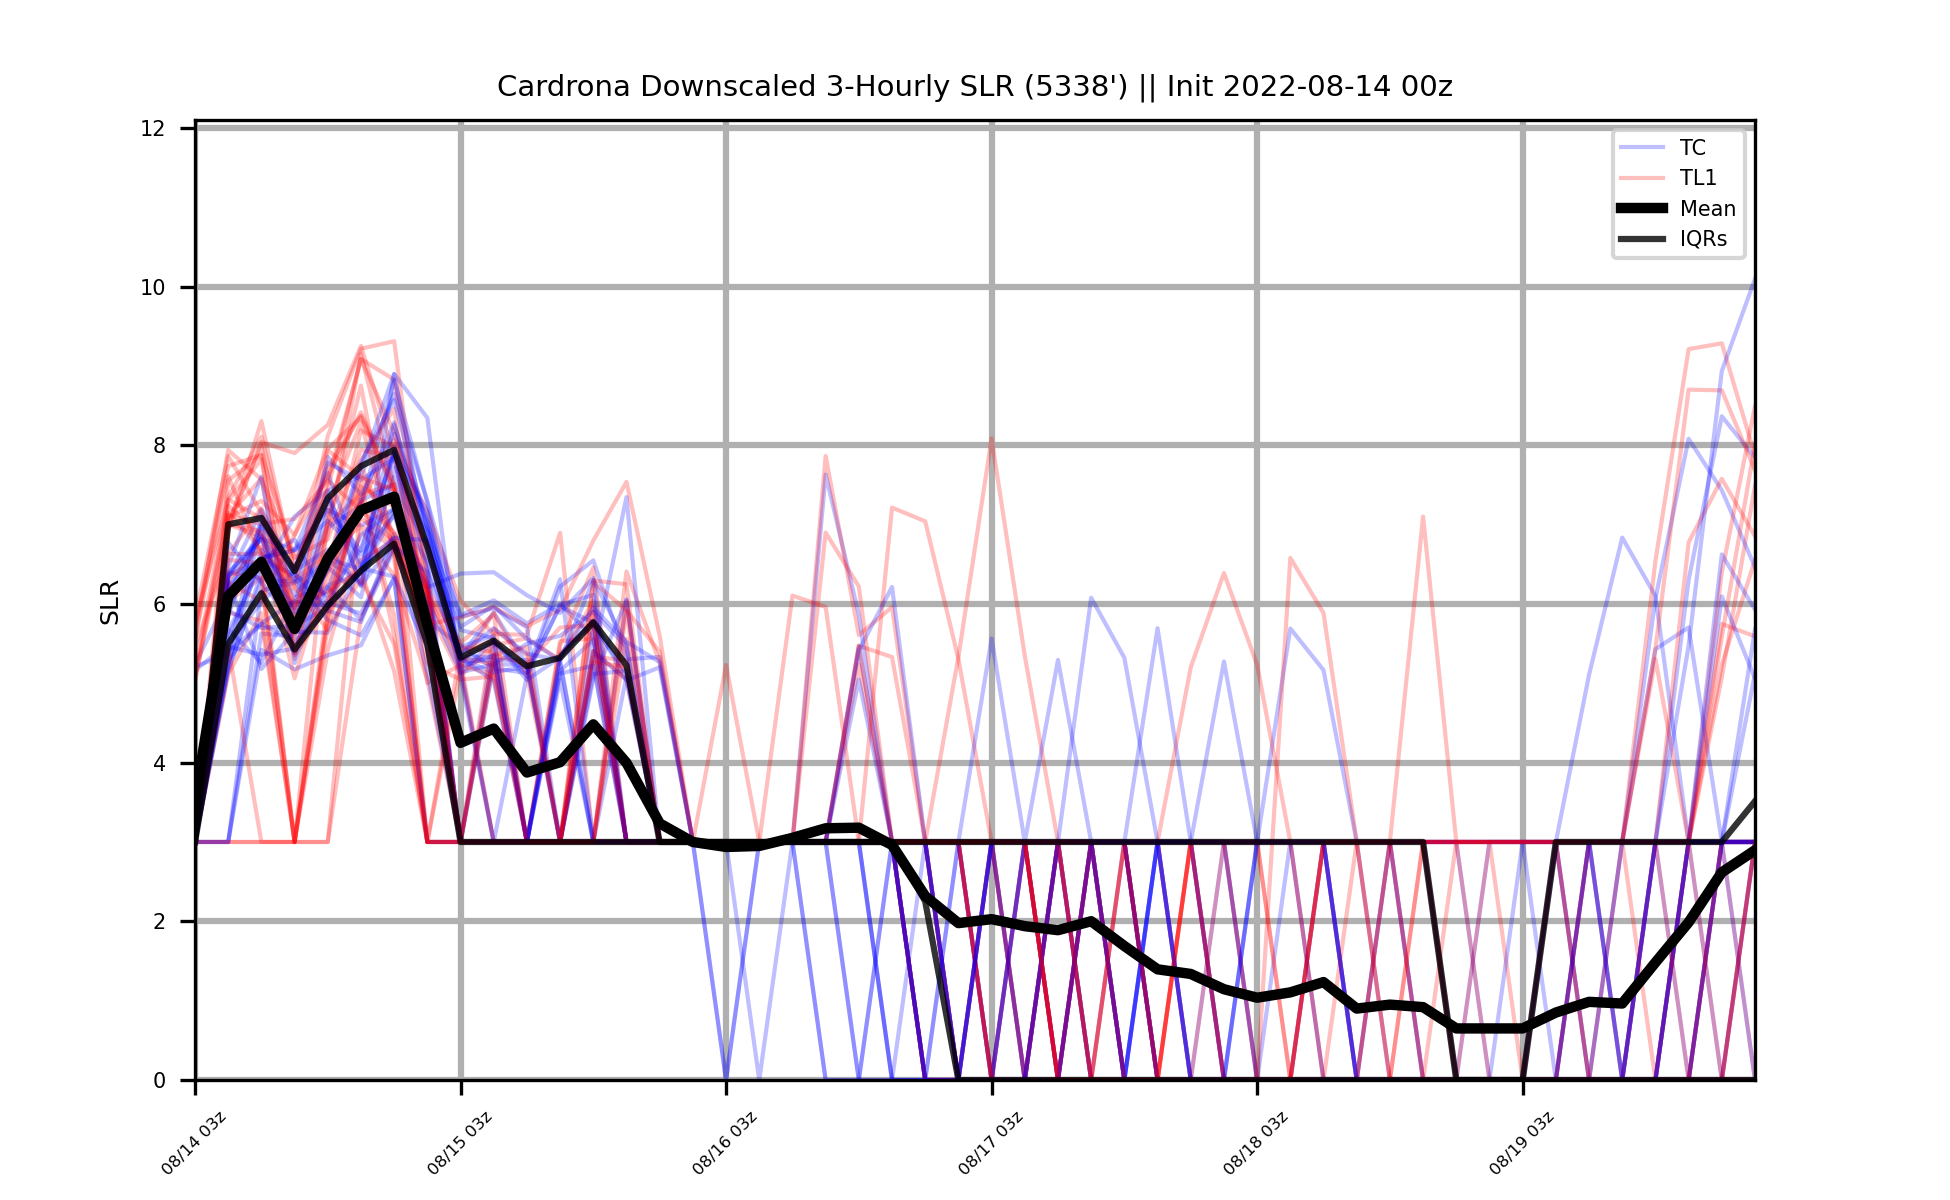 Cardrona Downscaled 3-Hourly SLR (5338') || Init 2022-08-14 00z
12
10
8
6
4
2
0
SLR
TC
TL1
Mean
IQRs
08/14 03z
08/15 03z
08/16 03z
08/17 03z
08/18 03z
08/19 03z